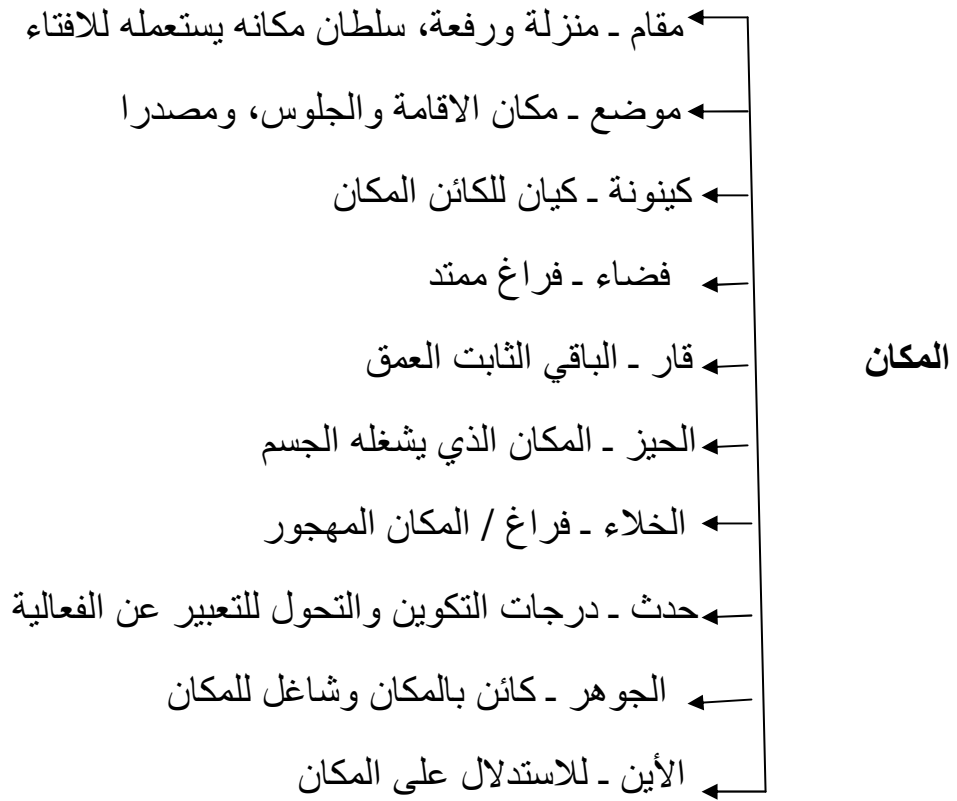 مقام ـ منزلة ورفعة، سلطان مكانه يستعمله للافتاء
موضع ـ مكان الاقامة والجلوس، ومصدرا
كينونة ـ كيان للكائن المكان
فضاء ـ فراغ ممتد
المكان
قار ـ الباقي الثابت العمق
الحيز ـ المكان الذي يشغله الجسم
الخلاء ـ فراغ / المكان المهجور
حدث ـ درجات التكوين والتحول للتعبير عن الفعالية
الجوهر ـ كائن بالمكان وشاغل للمكان
الأين ـ للاستدلال على المكان